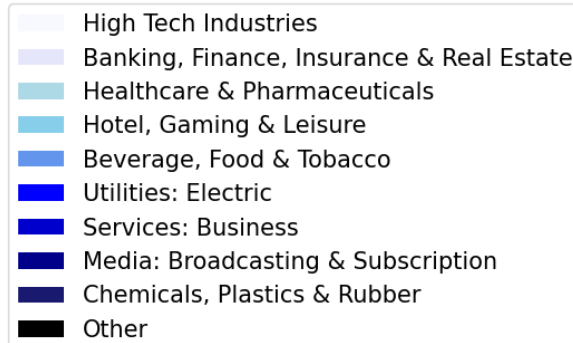 High Tech Industries
Banking, Finance, Insurance & Real Estate
Healthcare & Pharmaceuticals
Hotel, Gaming & Leisure
Beverage, Food & Tobacco
Utilities: Electric
Services: Business
Media: Broadcasting & Subscription
Chemicals, Plastics & Rubber
Other